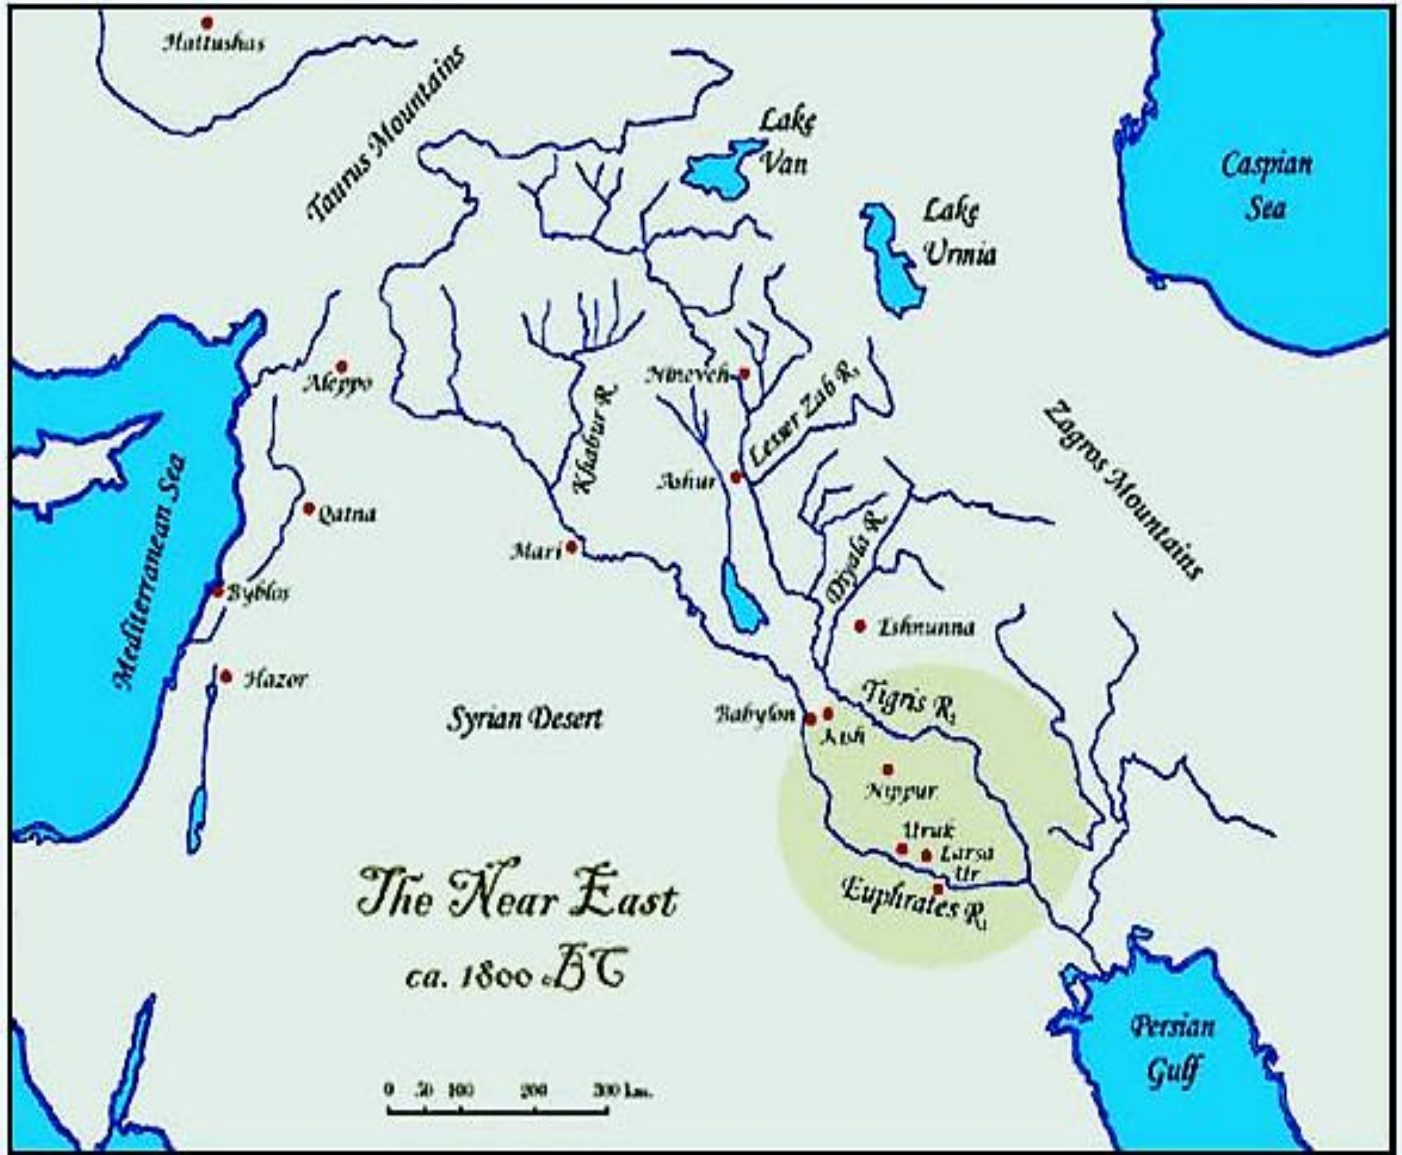 Hattushas
Taurus Mountains
Lake
Van
Lake
Urmia
Caspian
Sea
Aleppo
Nineveh
Khabur R.
Lesser Zab R.
Zagros Mountains
Mediterranean Sea
Qatna
Ashur
Mari
Diyala R.
Byblos
Eshnunna
Hazor
Syrian Desert
Babylon
Kish
Tigris R.
Nippur
Uruk
Larsa
Ur
Euphrates R.
The Near East
ca. 1800 BC
Persian
Gulf
0 50 100 200 300 km.